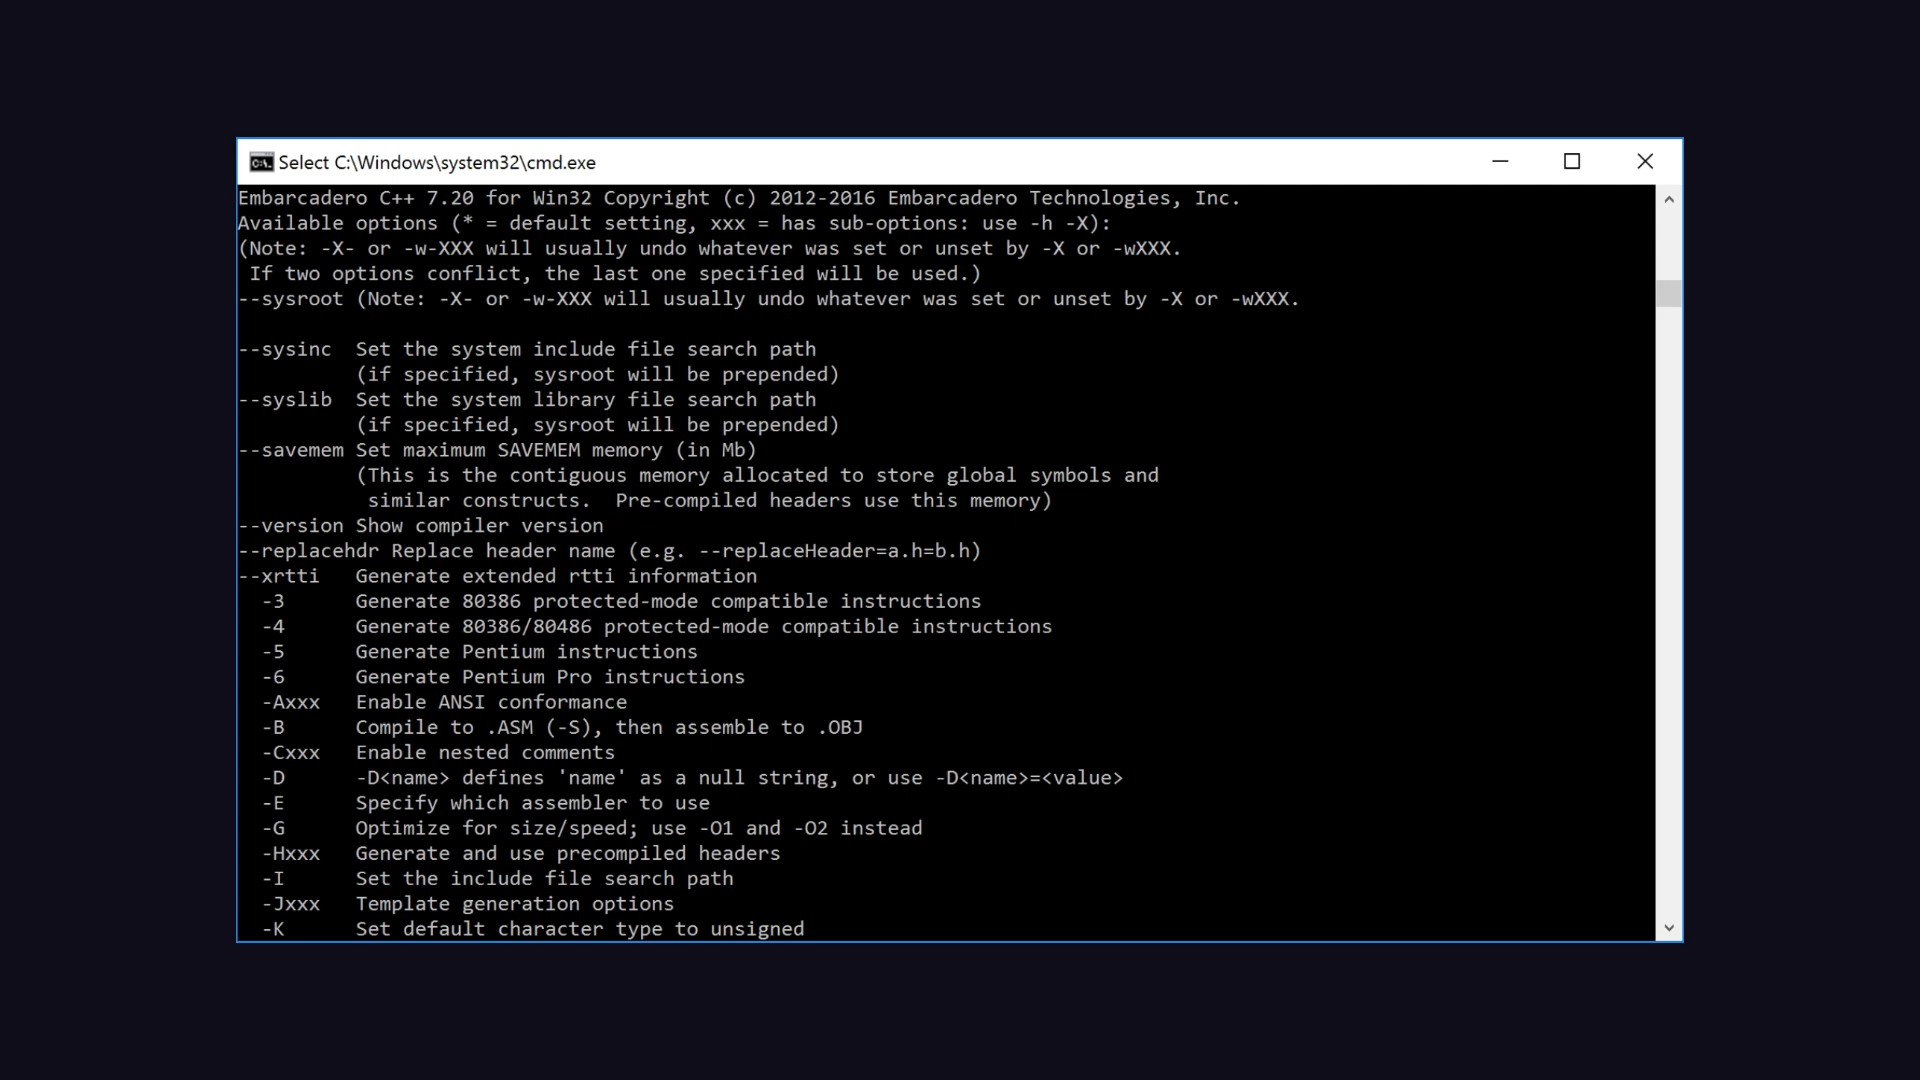 Select C:\Windows\system32\cmd.exe
Embarcadero C++ 7.20 for Win32 Copyright (c) 2012-2016 Embarcadero Technologies, Inc.
Available options (* = default setting, xxx = has sub-options: use -h -X):
(Note: -X- or -w-XXX will usually undo whatever was set or unset by -X or -wXXX.
 If two options conflict, the last one specified will be used.)
--sysroot (Note: -X- or -w-XXX will usually undo whatever was set or unset by -X or -wXXX.

--sysinc  Set the system include file search path
          (if specified, sysroot will be prepended)
--syslib  Set the system library file search path
          (if specified, sysroot will be prepended)
--savemem Set maximum SAVEMEM memory (in Mb)
          (This is the contiguous memory allocated to store global symbols and
           similar constructs.  Pre-compiled headers use this memory)
--version Show compiler version
--replacehdr Replace header name (e.g. --replaceHeader=a.h=b.h)
--xrtti   Generate extended rtti information
  -3      Generate 80386 protected-mode compatible instructions
  -4      Generate 80386/80486 protected-mode compatible instructions
  -5      Generate Pentium instructions
  -6      Generate Pentium Pro instructions
  -Axxx   Enable ANSI conformance
  -B      Compile to .ASM (-S), then assemble to .OBJ
  -Cxxx   Enable nested comments
  -D      -D<name> defines 'name' as a null string, or use -D<name>=<value>
  -E      Specify which assembler to use
  -G      Optimize for size/speed; use -O1 and -O2 instead
  -Hxxx   Generate and use precompiled headers
  -I      Set the include file search path
  -Jxxx   Template generation options
  -K      Set default character type to unsigned